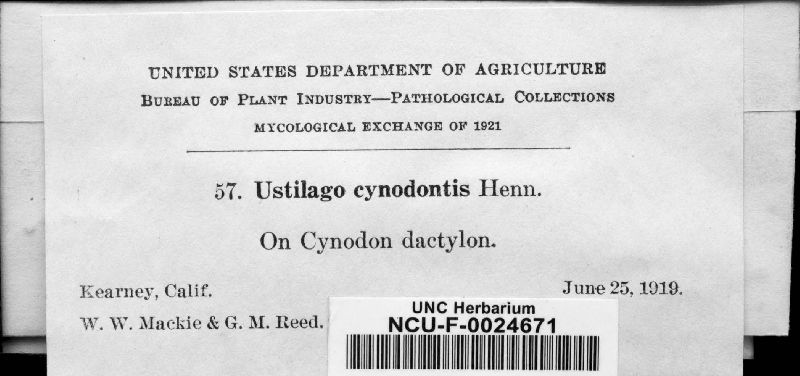 UNITED STATES DEPARTMENT OF AGRICULTURE
BUREAU OF PLANT INDUSTRY—PATHOLOGICAL COLLECTIONS
MYCOLOGICAL EXCHANGE OF 1921
57. Ustilago cynodontis Henn.
On Cynodon dactylon.
Kearney, Calif. June 25, 1919.
W. W. Mackie & G. M. Reed.
UNC Herbarium
NCU-F-0024671